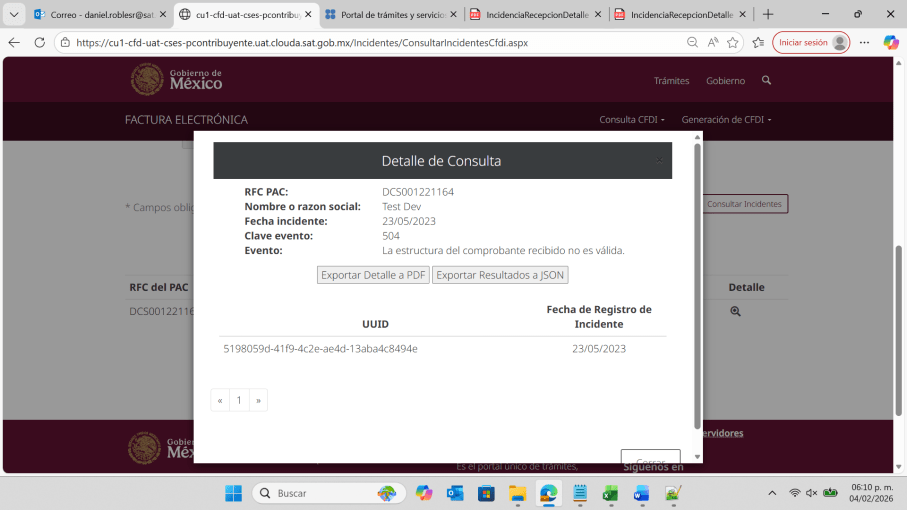 Correo - daniel.roblesr@sat
cu1-cfd-uat-cses-pcontribuy
Portal de trámites y servicio
IncidenciaRecepcionDetalle
IncidenciaRecepcionDetalle
https://cu1-cfd-uat-cses-pcontribuyente.uat.clouda.sat.gob.mx/Incidentes/ConsultarIncidentesCfdi.aspx
Iniciar sesión
Gobierno de
México
Trámites
Gobierno
FACTURA ELECTRÓNICA
Consulta CFDI
Generación de CFDI
Detalle de Consulta
RFC PAC: DCS001221164
Nombre o razon social: Test Dev
Fecha incidente: 23/05/2023
Clave evento: 504
Evento: La estructura del comprobante recibido no es válida.
* Campos oblig
Consultar Incidentes
Exportar Detalle a PDF
Exportar Resultados a JSON
RFC del PAC
Detalle
DCS00122116
UUID
Fecha de Registro de
Incidente
5198059d-41f9-4c2e-ae4d-13aba4c8494e
23/05/2023
« 1 »
Gobie
Mé
ervidores
Cerrar
Es el portal único de trámites,
Síguenos en
Buscar
06:10 p. m.
04/02/2026